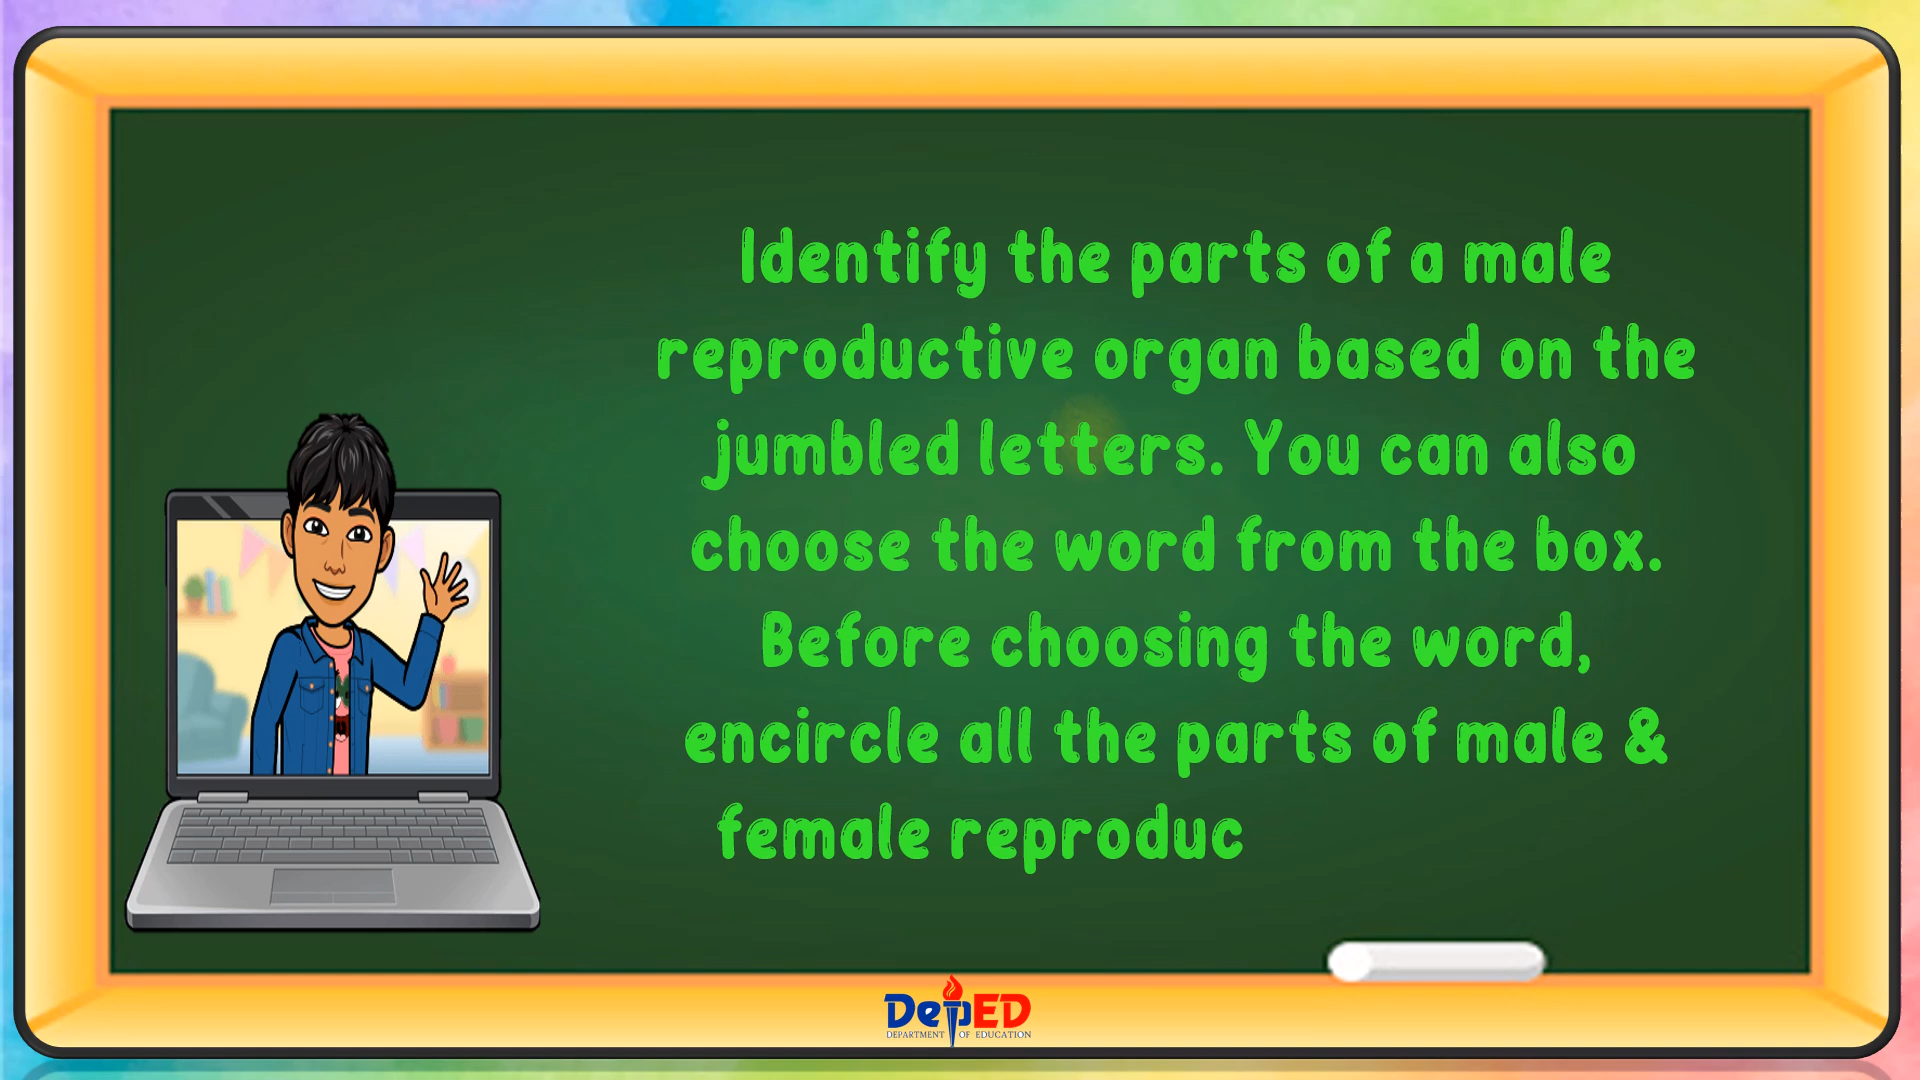 Identify the parts of a male
reproductive organ based on the
jumbled letters. You can also
choose the word from the box.
Before choosing the word,
encircle all the parts of male &
female reproduc
DepED
DEPARTMENT OF EDUCATION